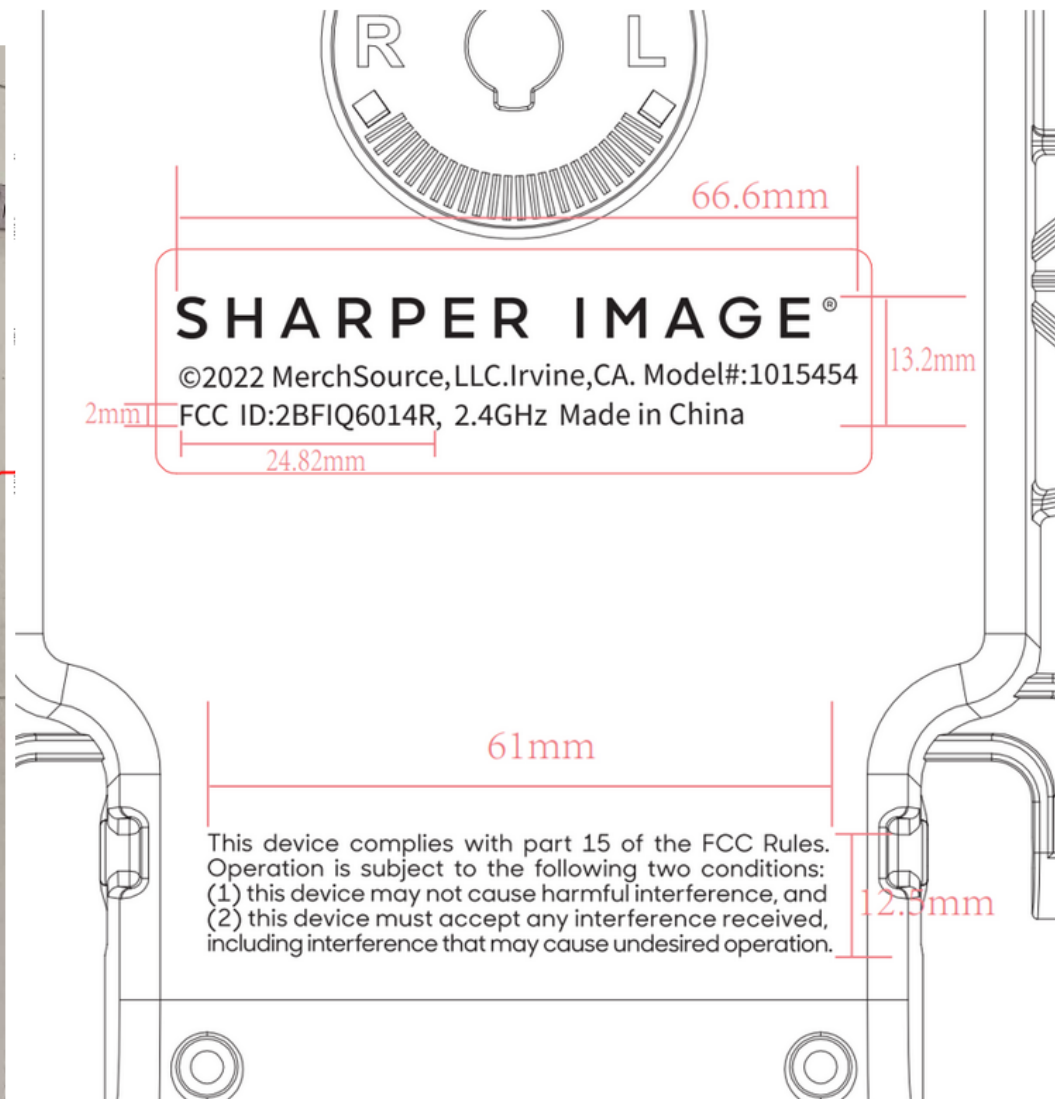 R L
66.6mm
SHARPER IMAGE®
13.2mm
©2022 MerchSource,LLC.Irvine,CA. Model#:1015454
2mm
FCC ID:2BFIQ6014R, 2.4GHz Made in China
24.82mm
61mm
This device complies with part 15 of the FCC Rules.
Operation is subject to the following two conditions:
(1) this device may not cause harmful interference, and
(2) this device must accept any interference received,
including interference that may cause undesired operation.
12.5mm